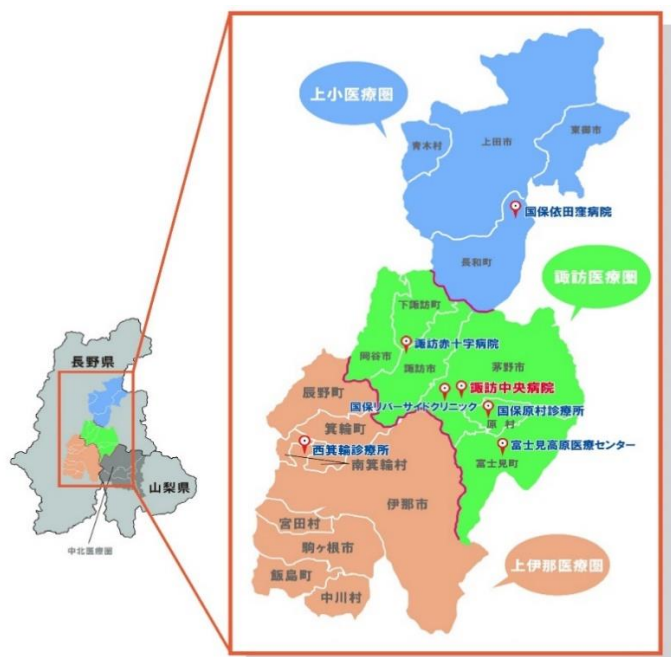 上小医療圏
青木村
上田市
東御市
国保依田窪病院
長和町
諏訪医療圏
下諏訪町
諏訪赤十字病院
岡谷市
諏訪市
茅野市
長野県
辰野町
諏訪中央病院
国保リバーサイドクリニック
国保原村診療所
原村
箕輪町
西箕輪診療所
富士見高原医療センター
南箕輪村
富士見町
山梨県
伊那市
宮田村
中北医療圏
駒ヶ根市
飯島町
上伊那医療圏
中川村